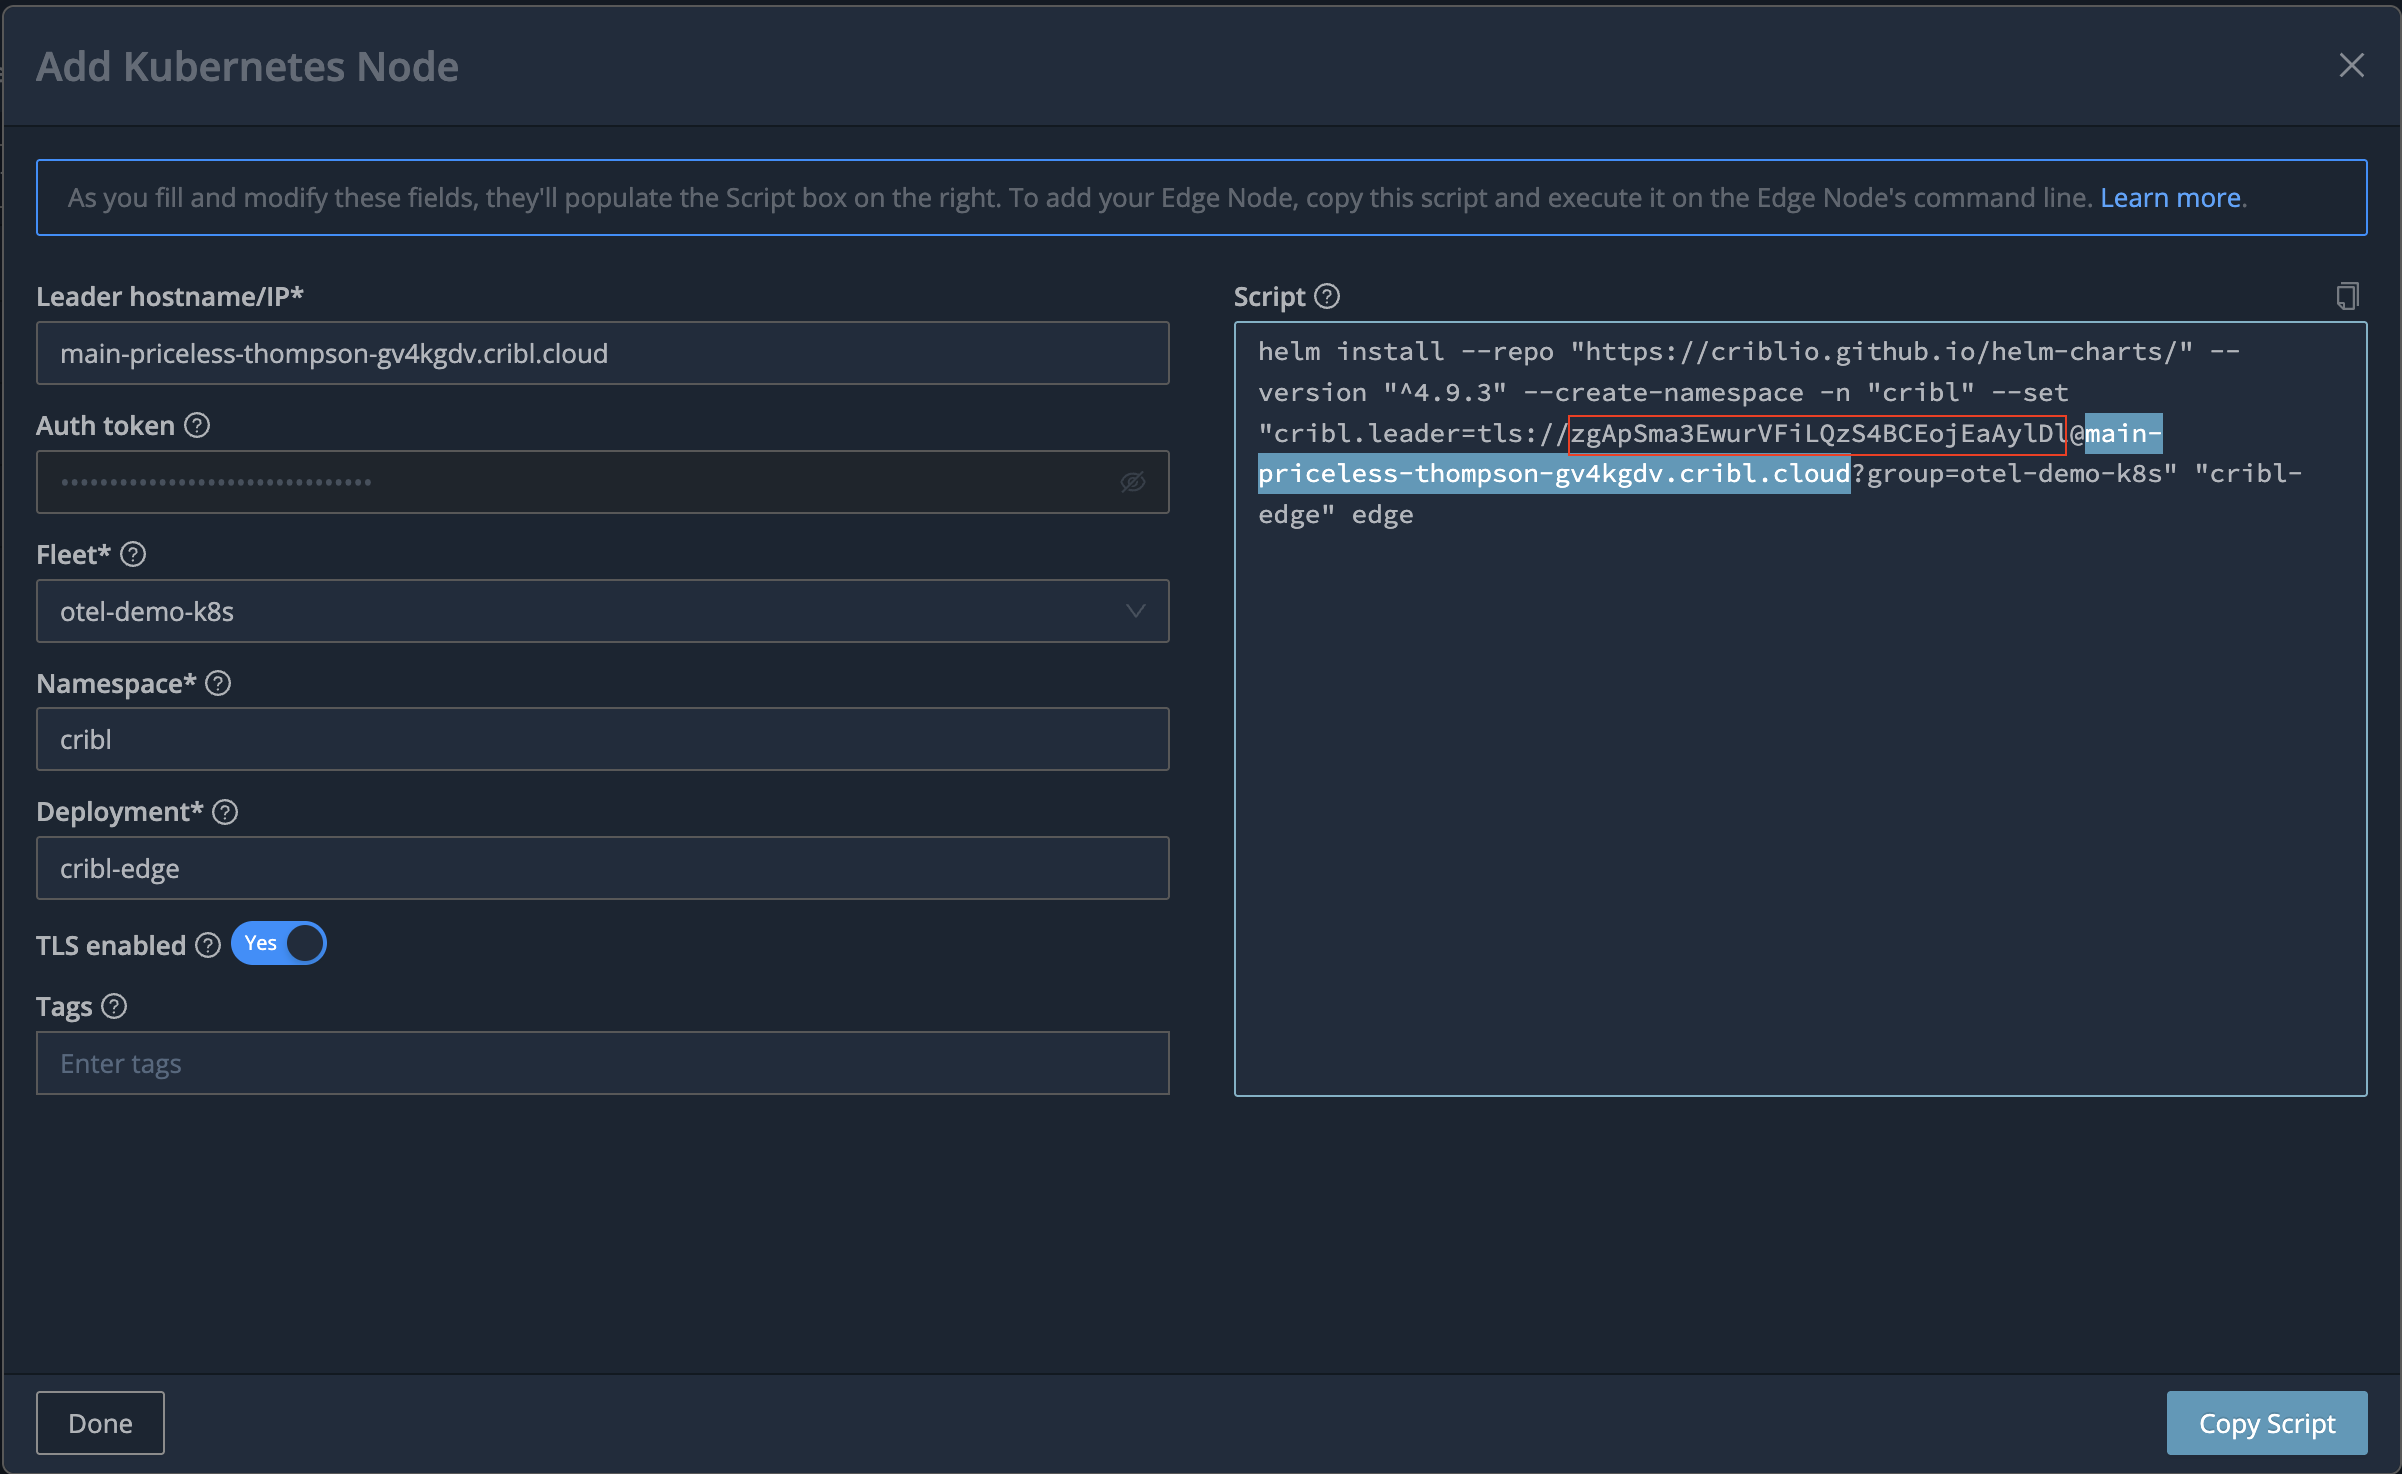 Add Kubernetes Node
As you fill and modify these fields, they'll populate the Script box on the right. To add your Edge Node, copy this script and execute it on the Edge Node's command line. Learn more.
Leader hostname/IP*
main-priceless-thompson-gv4kgdv.cribl.cloud
Auth token
••••••••••••••••••••••••••••••••
Fleet*
otel-demo-k8s
Namespace*
cribl
Deployment*
cribl-edge
TLS enabled Yes
Tags
Enter tags
Script
helm install --repo "https://criblio.github.io/helm-charts/" --
version "^4.9.3" --create-namespace -n "cribl" --set
"cribl.leader=tls://zgApSma3EwurVFiLQzS4BCEojEaAylDl@main-
priceless-thompson-gv4kgdv.cribl.cloud?group=otel-demo-k8s" "cribl-
edge" edge
Done
Copy Script